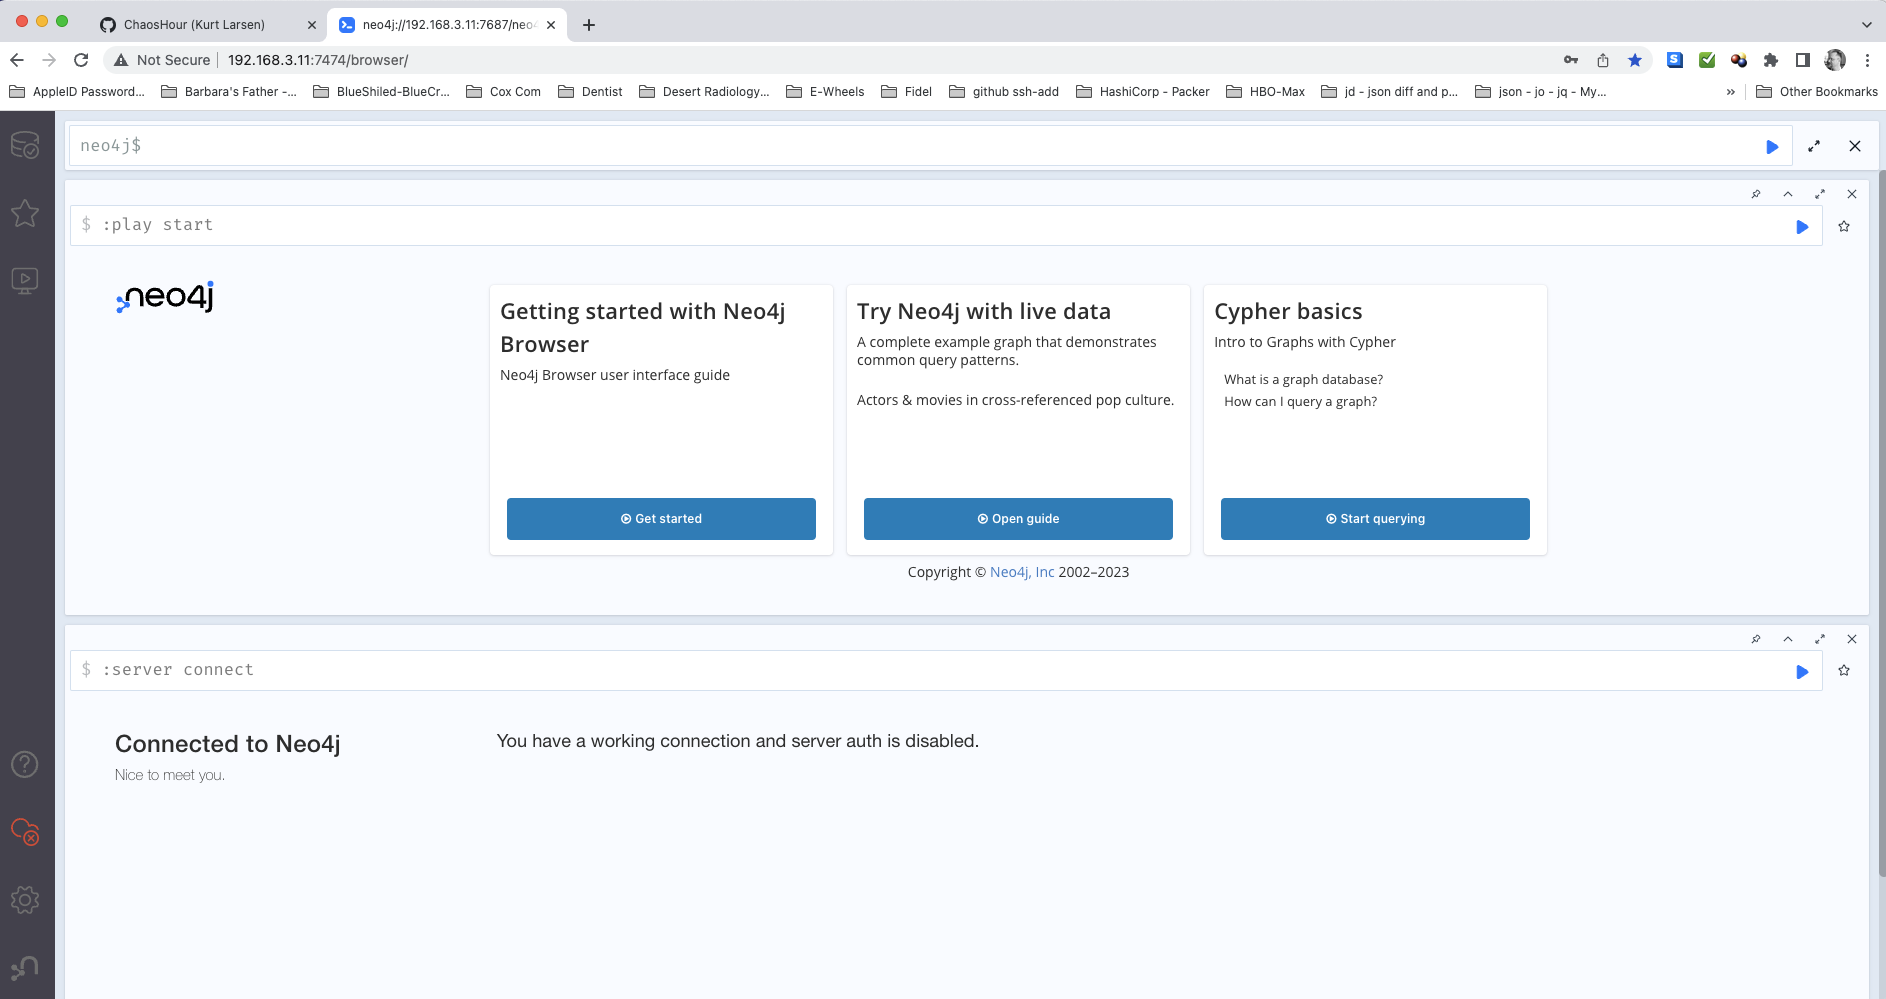 ChaosHour (Kurt Larsen)
neo4j://192.168.3.11:7687/neo4
Not Secure 192.168.3.11:7474/browser/
AppleID Password... Barbara's Father -... BlueShiled-BlueCr... Cox Com Dentist Desert Radiology... E-Wheels Fidel github ssh-add HashiCorp - Packer HBO-Max jd - json diff and p... json - jo - jq - My... » Other Bookmarks
neo4j$
$ :play start
neo4j
Getting started with Neo4j
Browser
Neo4j Browser user interface guide
Get started
Try Neo4j with live data
A complete example graph that demonstrates
common query patterns.
Actors & movies in cross-referenced pop culture.
Open guide
Cypher basics
Intro to Graphs with Cypher
What is a graph database?
How can I query a graph?
Start querying
Copyright © Neo4j, Inc 2002–2023
$ :server connect
Connected to Neo4j
Nice to meet you.
You have a working connection and server auth is disabled.